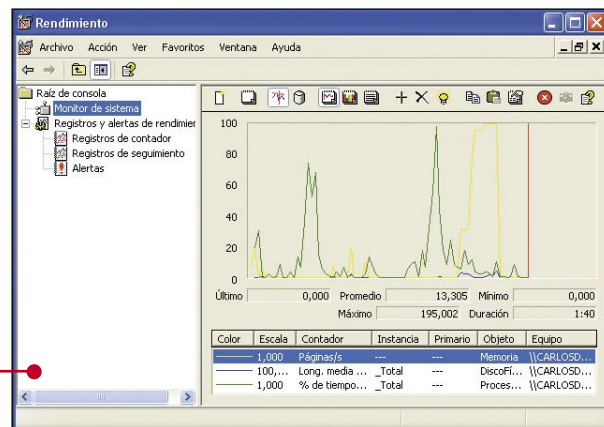 Rendimiento
Archivo Acción Ver Favoritos Ventana Ayuda
Raíz de consola
Monitor de sistema
Registros y alertas de rendimier
Registros de contador
Registros de seguimiento
Alertas
100
80
60
40
20
0
Último 0,000 Promedio 13,305 Mínimo 0,000
Máximo 195,002 Duración 1:40
Color Escala Contador Instancia Primario Objeto Equipo
1,000 Páginas/s --- --- Memoria \\CARLOSD...
100,... Long. media ... _Total --- DiscoFí... \\CARLOSD...
1,000 % de tiempo... _Total --- Proces... \\CARLOSD...